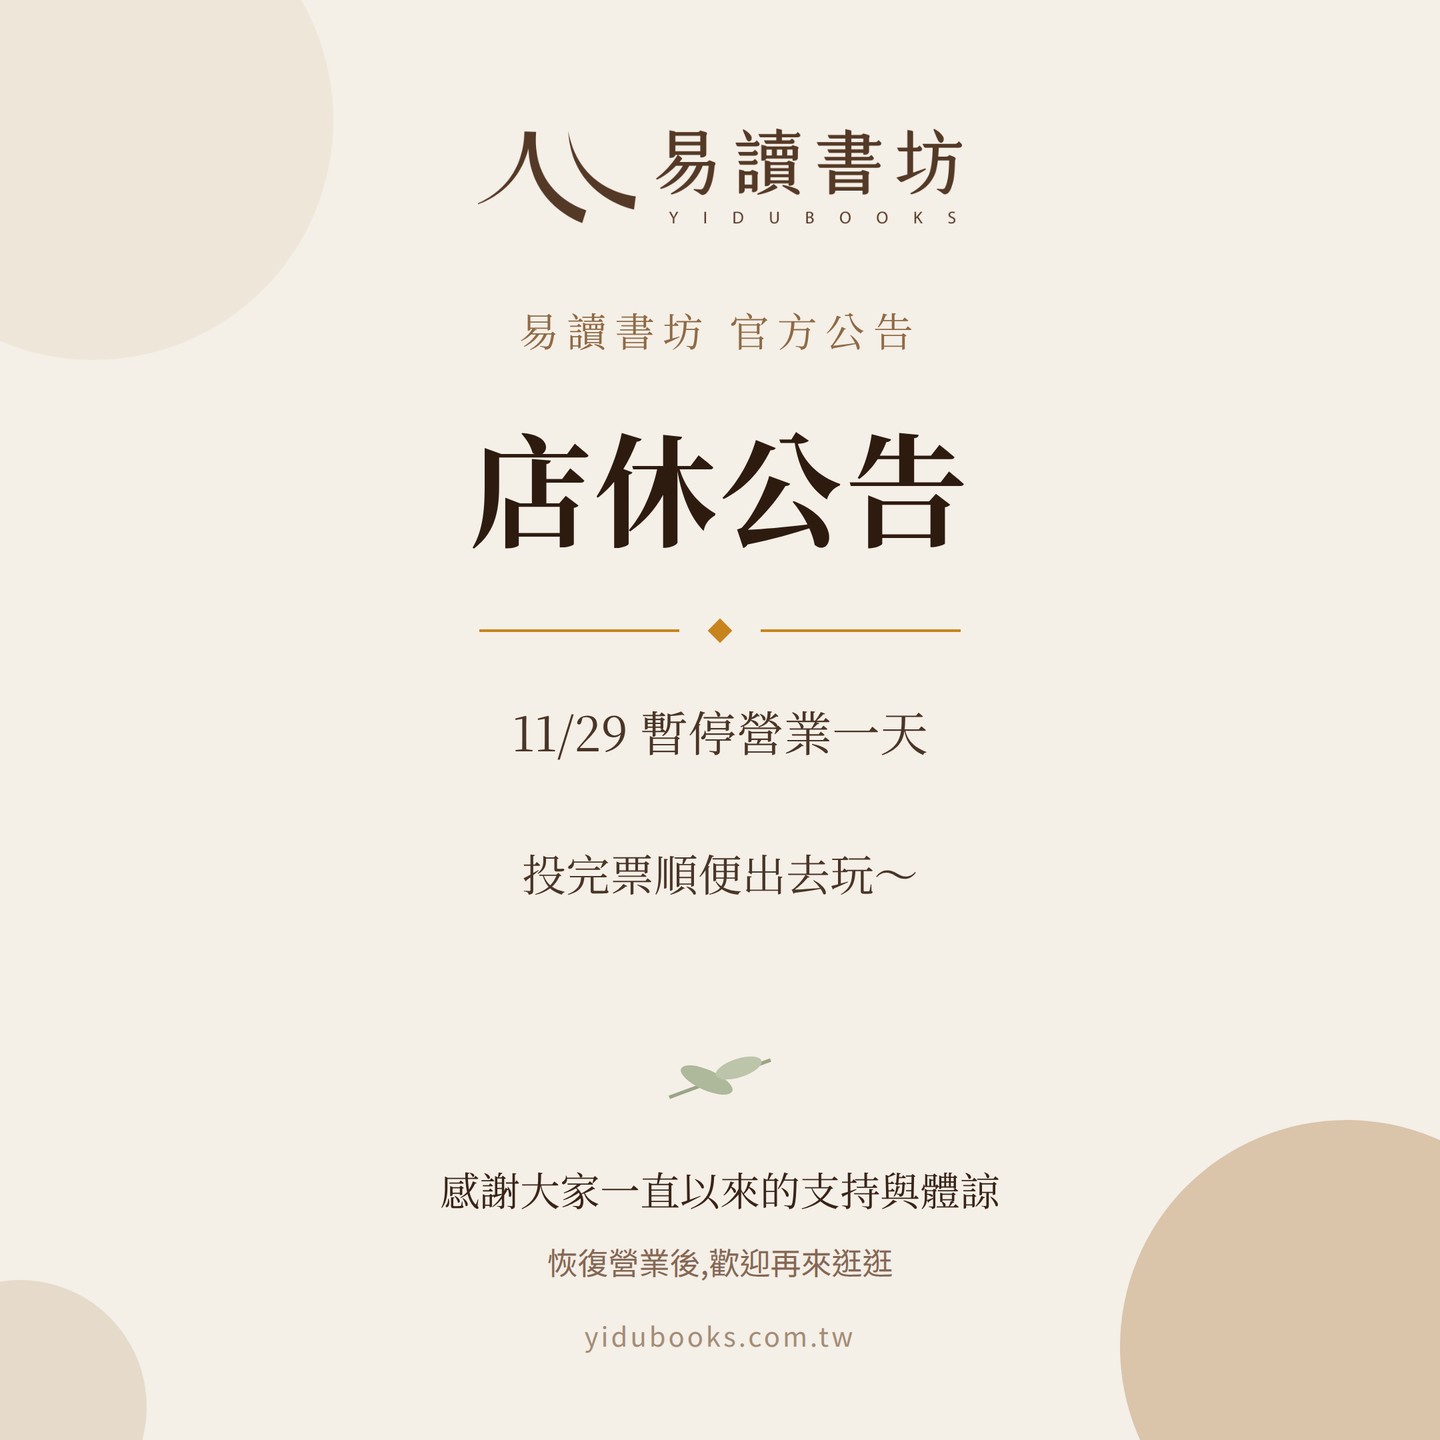 易讀書坊
YIDUBOOKS
易讀書坊 官方公告
店休公告
11/29 暫停營業一天
投完票順便出去玩～
感謝大家一直以來的支持與體諒
恢復營業後,歡迎再來逛逛
yidubooks.com.tw